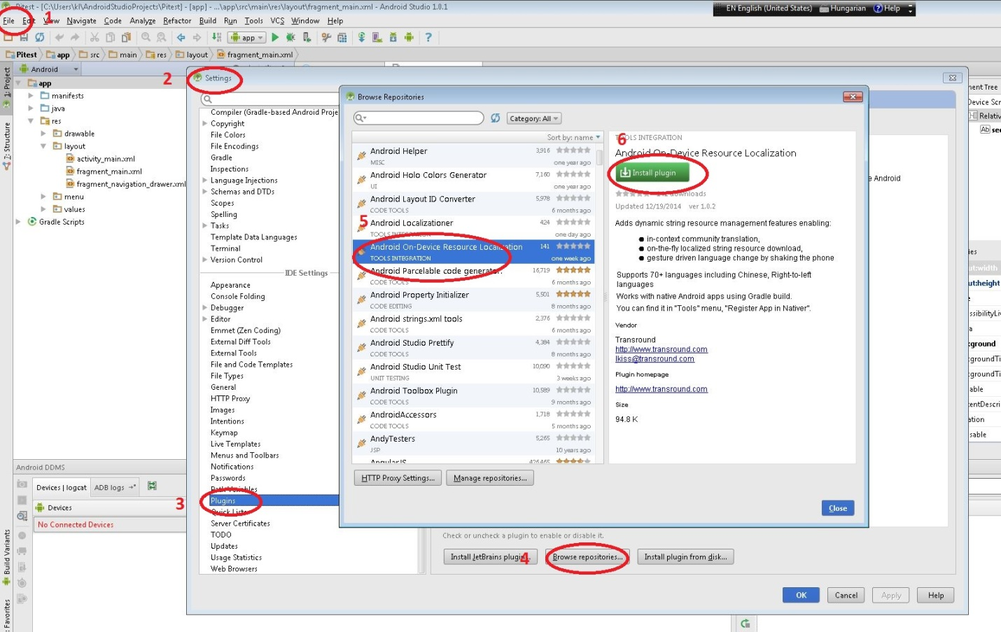 Pitest - [C:\Users\kl\AndroidStudioProjects\Pitest] - [app] - ...\app\src\main\res\layout\fragment_main.xml - Android Studio 1.0.1
EN English (United States) Hungarian Help
File Edit View Navigate Code Analyze Refactor Build Run Tools VCS Window Help
1
app
Pitest app src main res layout fragment_main.xml
Android
1: Project
2: Structure
app
manifests
java
res
drawable
layout
activity_main.xml
fragment_main.xml
fragment_navigation_drawer.xml
menu
values
Gradle Scripts
Android DDMS
Devices | logcat ADB logs
Devices
No Connected Devices
Build Variants
Favorites
2
Settings
Compiler (Gradle-based Android Proje
Copyright
File Colors
File Encodings
Gradle
Inspections
Language Injections
Schemas and DTDs
Scopes
Spelling
Tasks
Template Data Languages
Terminal
Version Control
IDE Settings
Appearance
Console Folding
Debugger
Editor
Emmet (Zen Coding)
External Diff Tools
External Tools
File and Code Templates
File Types
General
HTTP Proxy
Images
Intentions
Keymap
Live Templates
Menus and Toolbars
Notifications
Passwords
Path Variables
3
Plugins
Quick Lists
Server Certificates
TODO
Updates
Usage Statistics
Web Browsers
Browse Repositories
Category: All
Sort by: name
Android Helper 3,916
MISC one year ago
Android Holo Colors Generator 7,160
UI one year ago
Android Layout ID Converter 5,978
CODE TOOLS 6 months ago
5
Android Localizationer 424
TOOLS INTEGRATION one day ago
Android On-Device Resource Localization 141
TOOLS INTEGRATION one week ago
Android Parcelable code generator 16,719
CODE TOOLS 6 months ago
Android Property Initializer 5,501
CODE EDITING 8 months ago
Android strings.xml tools 2,376
CODE TOOLS 6 months ago
Android Studio Prettify 4,384
CODE TOOLS 8 months ago
Android Studio Unit Test 10,090
UNIT TESTING 3 weeks ago
Android Toolbox Plugin 10,989
CODE TOOLS 9 months ago
AndroidAccessors 1,718
CODE TOOLS 5 months ago
AndyTesters 5,265
JSP 10 years ago
AngularJS
HTTP Proxy Settings... Manage repositories...
6
TOOLS INTEGRATION
Android On-Device Resource Localization
Install plugin
downloads
Updated 12/19/2014 ver 1.0.2
Adds dynamic string resource management features enabling:
in-context community translation,
on-the-fly localized string resource download,
gesture driven language change by shaking the phone
Supports 70+ languages including Chinese, Right-to-left
languages
Works with native Android apps using Gradle build.
You can find it in "Tools" menu, "Register App in Nativer".
Vendor
Transround
http://www.transround.com
lkiss@transround.com
Plugin homepage
http://www.transround.com
Size
94.8 K
Close
Check or uncheck a plugin to enable or disable it.
Install JetBrains plugin... 4 Browse repositories... Install plugin from disk...
OK Cancel Apply Help